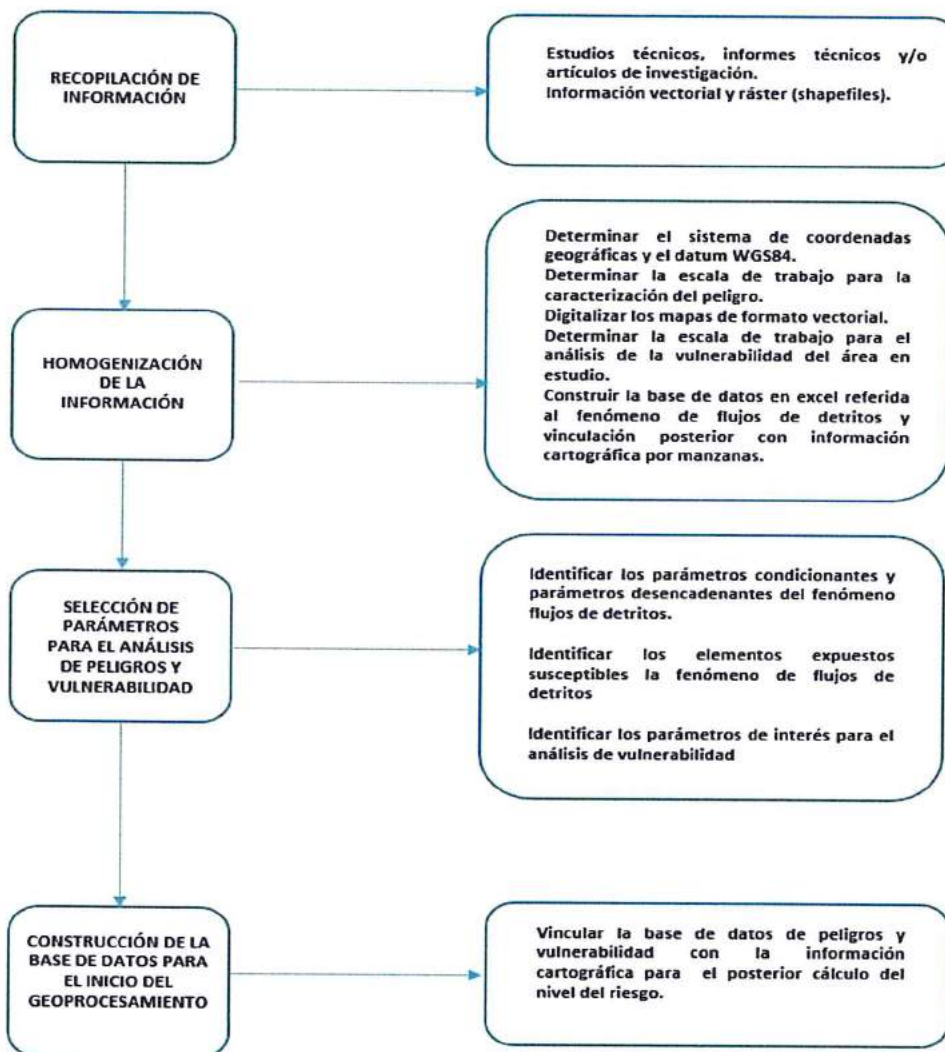 RECOPILACIÓN DE
INFORMACIÓN
Estudios técnicos, informes técnicos y/o
artículos de investigación.
Información vectorial y ráster (shapefiles).
HOMOGENIZACIÓN
DE LA
INFORMACIÓN
Determinar el sistema de coordenadas
geográficas y el datum WGS84.
Determinar la escala de trabajo para la
caracterización del peligro.
Digitalizar los mapas de formato vectorial.
Determinar la escala de trabajo para el
análisis de la vulnerabilidad del área en
estudio.
Construir la base de datos en excel referida
al fenómeno de flujos de detritos y
vinculación posterior con información
cartográfica por manzanas.
SELECCIÓN DE
PARÁMETROS
PARA EL ANÁLISIS
DE PELIGROS Y
VULNERABILIDAD
Identificar los parámetros condicionantes y
parámetros desencadenantes del fenómeno
flujos de detritos.
Identificar los elementos expuestos
susceptibles la fenómeno de flujos de
detritos
Identificar los parámetros de interés para el
análisis de vulnerabilidad
CONSTRUCCIÓN DE LA
BASE DE DATOS PARA
EL INICIO DEL
GEOPROCESAMIENTO
Vincular la base de datos de peligros y
vulnerabilidad con la información
cartográfica para el posterior cálculo del
nivel del riesgo.